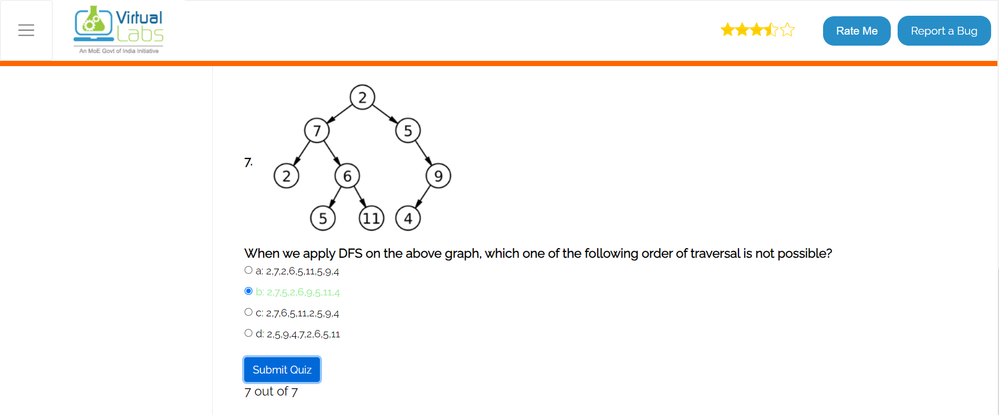 Virtual
Labs
An MoE Govt of India Initiative
Rate Me
Report a Bug
2
7
5
7.
2
6
9
5
11
4
When we apply DFS on the above graph, which one of the following order of traversal is not possible?
a: 2,7,2,6,5,11,5,9,4
b: 2,7,5,2,6,9,5,11,4
c: 2,7,6,5,11,2,5,9,4
d: 2,5,9,4,7,2,6,5,11
Submit Quiz
7 out of 7